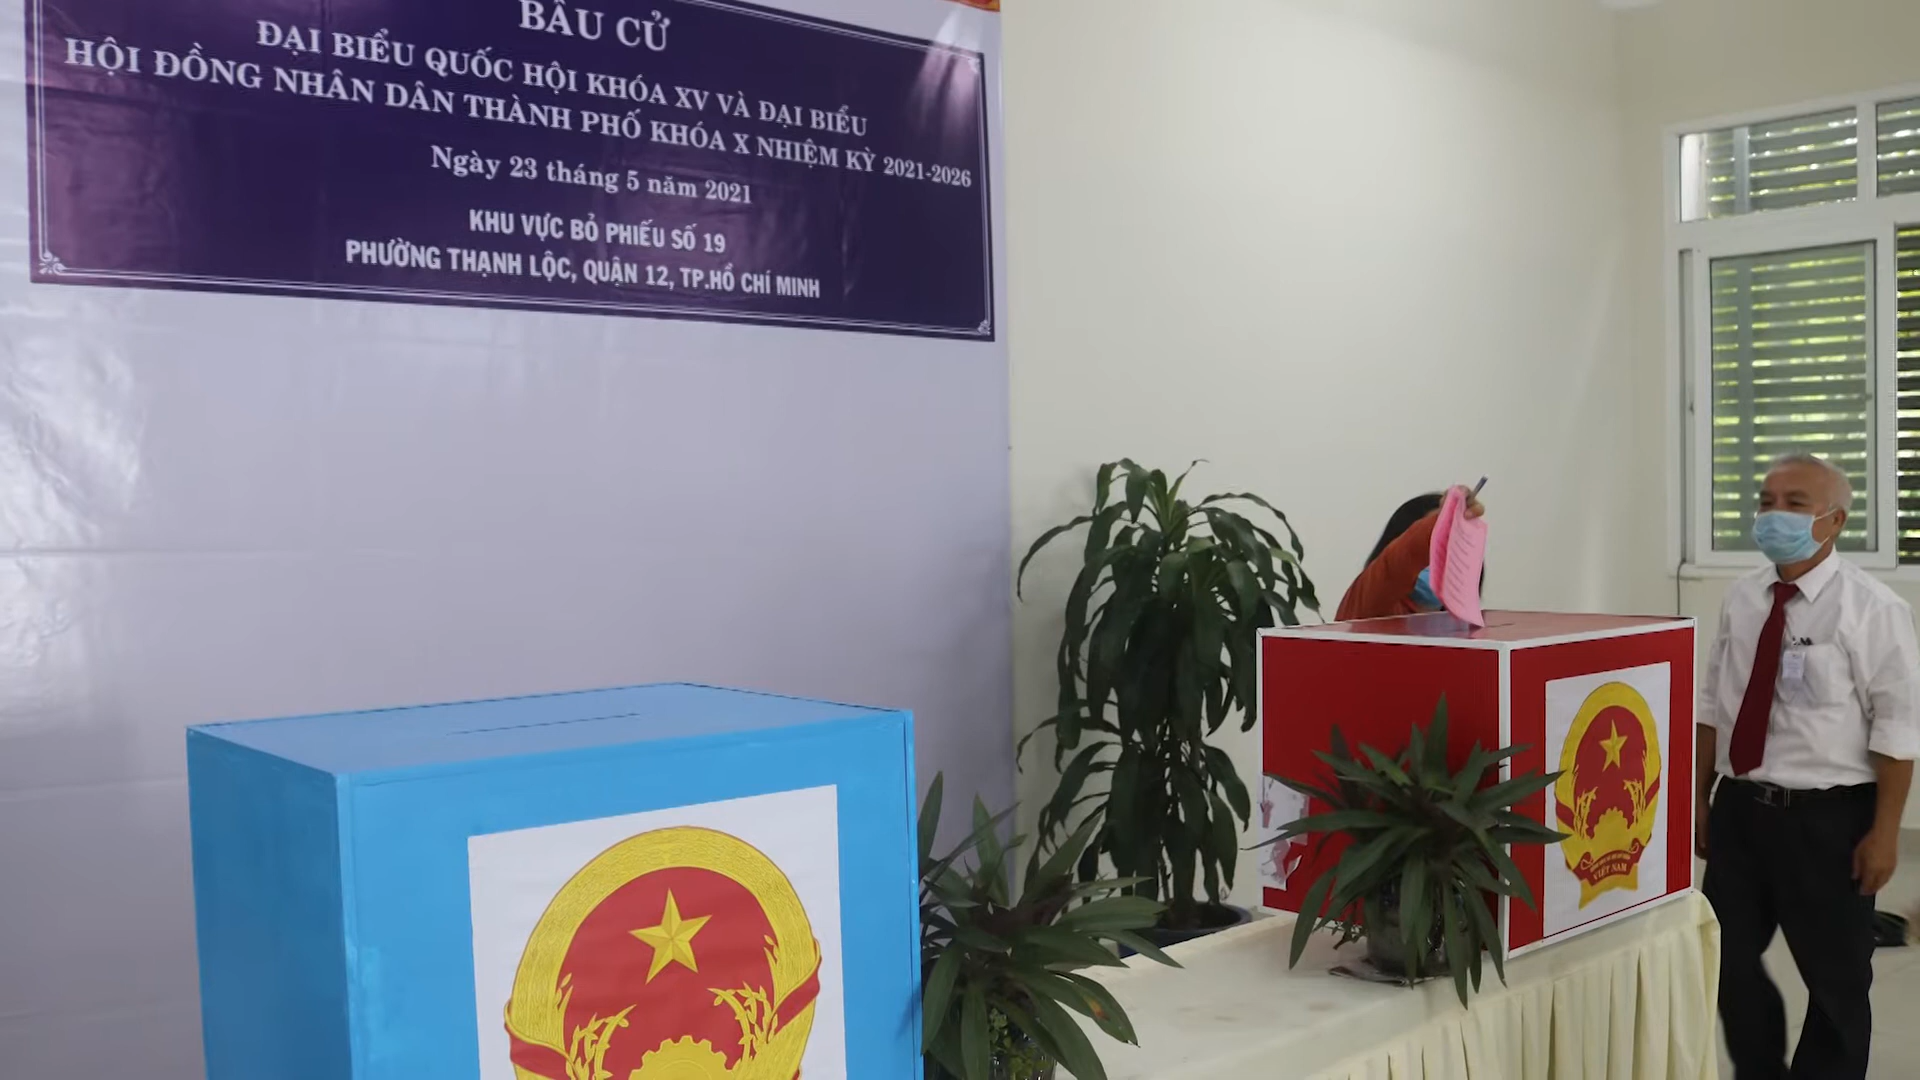 BẦU CỬ
ĐẠI BIỂU QUỐC HỘI KHÓA XV VÀ ĐẠI BIỂU
HỘI ĐỒNG NHÂN DÂN THÀNH PHỐ KHÓA X NHIỆM KỲ 2021-2026
Ngày 23 tháng 5 năm 2021
KHU VỰC BỎ PHIẾU SỐ 19
PHƯỜNG THẠNH LỘC, QUẬN 12, TP.HỒ CHÍ MINH
VIỆT NAM